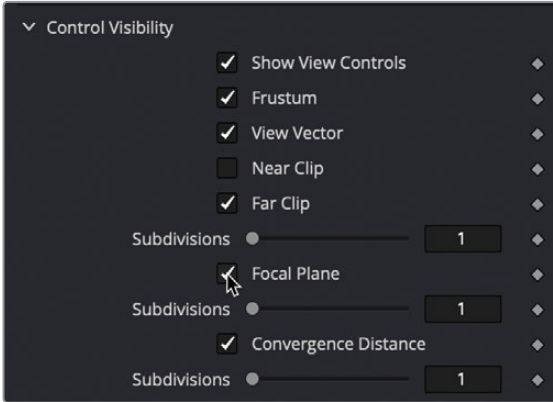 Control Visibility
Show View Controls
Frustum
View Vector
Near Clip
Far Clip
Subdivisions 1
Focal Plane
Subdivisions 1
Convergence Distance
Subdivisions 1